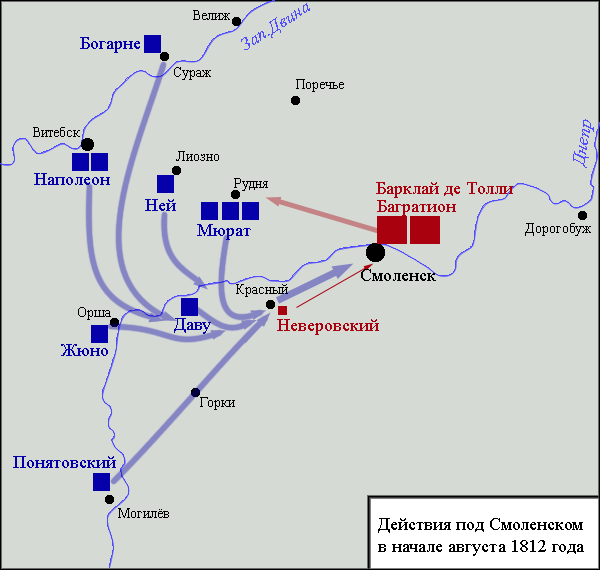 Велиж
Зап.Двина
Богарне
Сураж
Поречье
Днепр
Витебск
Лиозно
Наполеон
Рудня
Ней
Мюрат
Барклай де Толли
Багратион
Дорогобуж
Смоленск
Красный
Орша
Даву
Неверовский
Жюно
Горки
Понятовский
Могилёв
Действия под Смоленском
в начале августа 1812 года